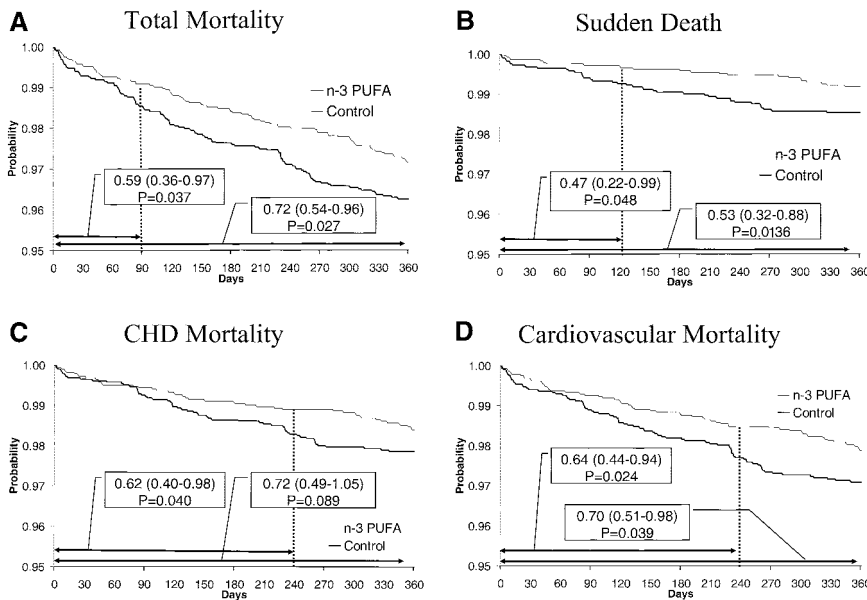 A
Total Mortality
1.00
0.99
0.98
0.97
0.96
0.95
Probability
n-3 PUFA
Control
0.59 (0.36-0.97)
P=0.037
0.72 (0.54-0.96)
P=0.027
0 30 60 90 120 150 180 210 240 270 300 330 360
Days
B
Sudden Death
1.00
0.99
0.98
0.97
0.96
0.95
Probability
n-3 PUFA
Control
0.47 (0.22-0.99)
P=0.048
0.53 (0.32-0.88)
P=0.0136
0 30 60 90 120 150 180 210 240 270 300 330 360
Days
C
CHD Mortality
1.00
0.99
0.98
0.97
0.96
0.95
Probability
0.62 (0.40-0.98)
P=0.040
0.72 (0.49-1.05)
P=0.089
n-3 PUFA
Control
0 30 60 90 120 150 180 210 240 270 300 330 360
Days
D
Cardiovascular Mortality
1.00
0.99
0.98
0.97
0.96
0.95
Probability
n-3 PUFA
Control
0.64 (0.44-0.94)
P=0.024
0.70 (0.51-0.98)
P=0.039
0 30 60 90 120 150 180 210 240 270 300 330 360
Days